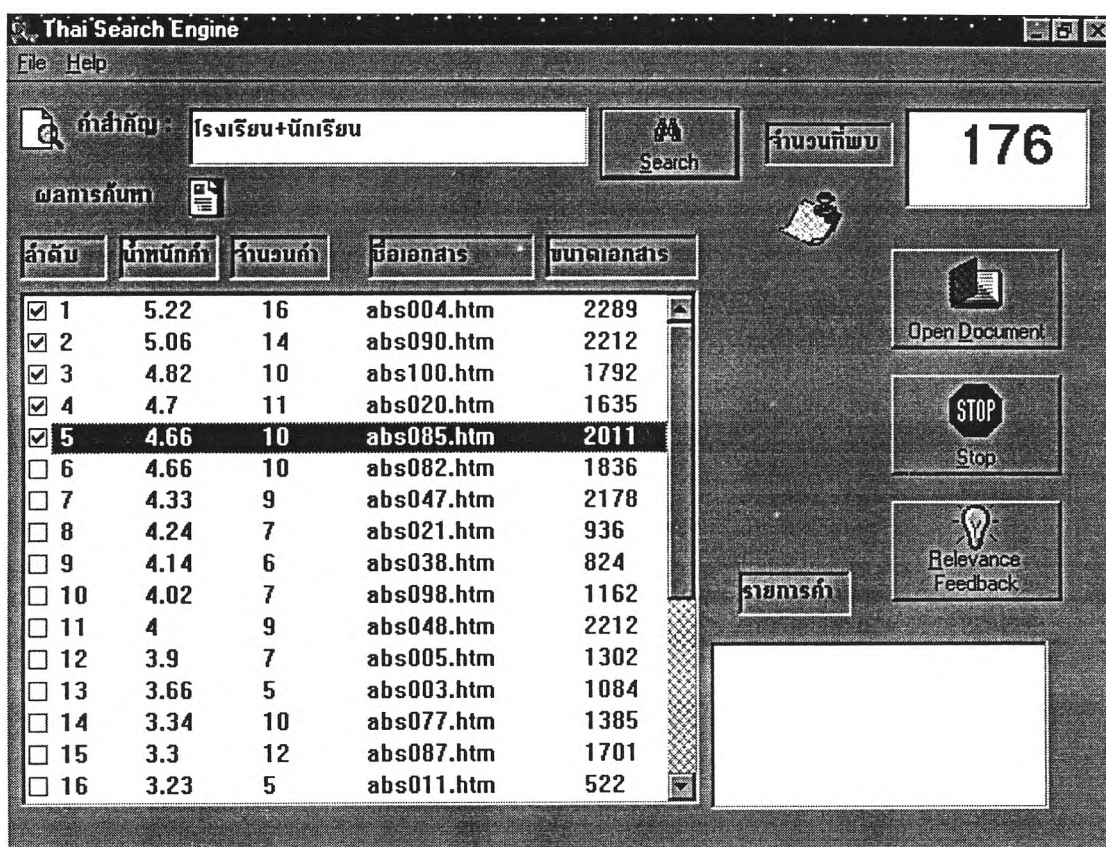 Thai Search Engine
File Help
คำสำคัญ :
โรงเรียน+นักเรียน
Search
จำนวนที่พบ
176
ผลการค้นหา
ลำดับ น้ำหนักคำ จำนวนคำ ชื่อเอกสาร ขนาดเอกสาร
1 5.22 16 abs004.htm 2289
2 5.06 14 abs090.htm 2212
3 4.82 10 abs100.htm 1792
4 4.7 11 abs020.htm 1635
5 4.66 10 abs085.htm 2011
6 4.66 10 abs082.htm 1836
7 4.33 9 abs047.htm 2178
8 4.24 7 abs021.htm 936
9 4.14 6 abs038.htm 824
10 4.02 7 abs098.htm 1162
11 4 9 abs048.htm 2212
12 3.9 7 abs005.htm 1302
13 3.66 5 abs003.htm 1084
14 3.34 10 abs077.htm 1385
15 3.3 12 abs087.htm 1701
16 3.23 5 abs011.htm 522
Open Document
STOP
Stop
Relevance
Feedback
รายการคำ